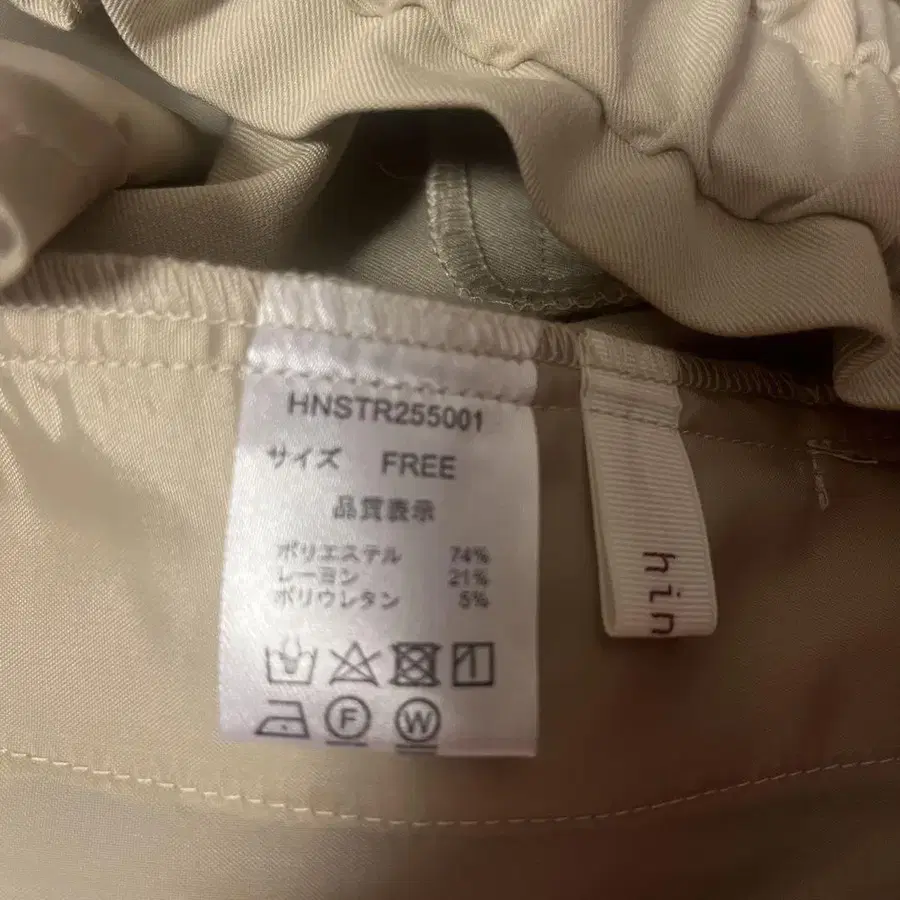 HNSTR255001
サイズ FREE
品質表示
ポリエステル 74%
レーヨン 21%
ポリウレタン 5%
F
W
hin